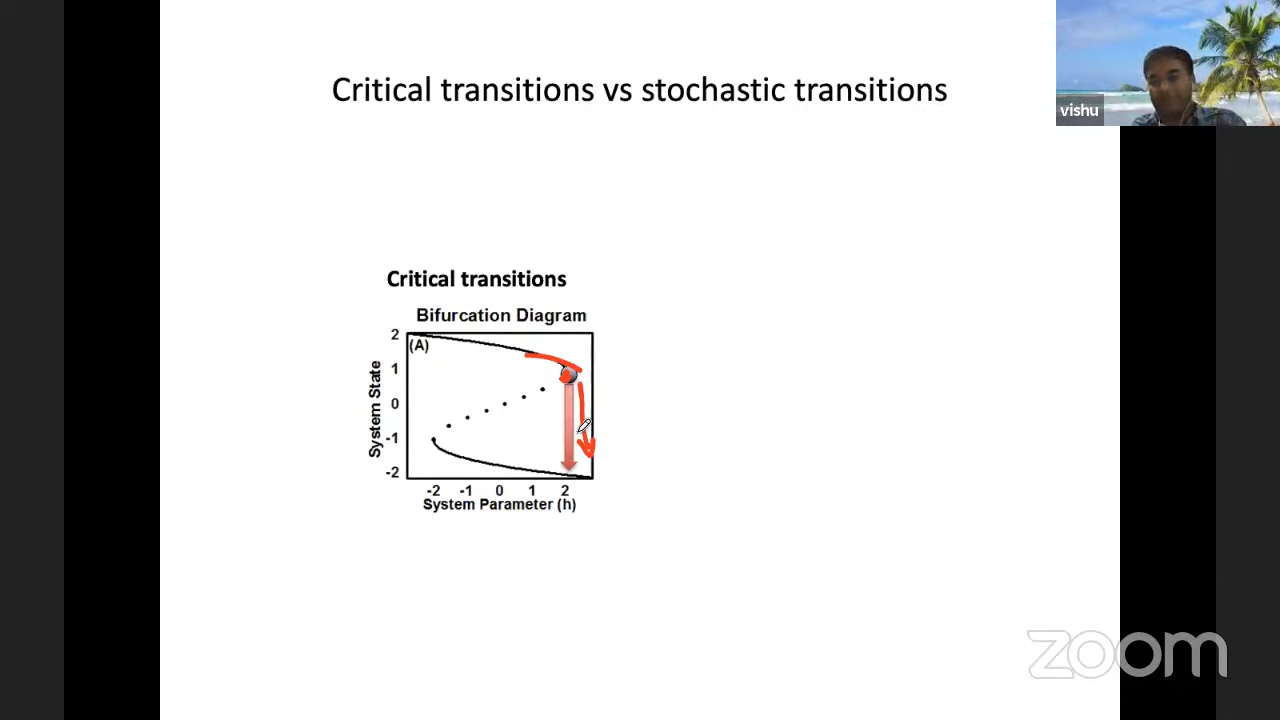 Critical transitions vs stochastic transitions
vishu
Critical transitions
Bifurcation Diagram
(A)
System State
2
1
0
-1
-2
-2 -1 0 1 2
System Parameter (h)
zoom